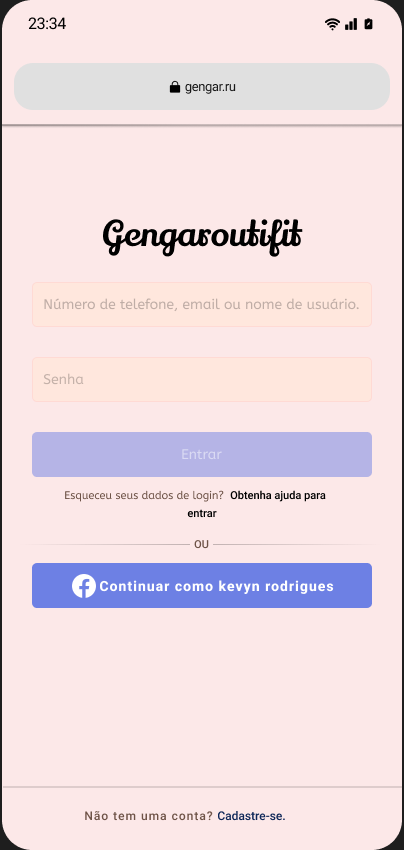 23:34
gengar.ru
Gengaroutifit
Número de telefone, email ou nome de usuário.
Senha
Entrar
Esqueceu seus dados de login? Obtenha ajuda para
entrar
OU
Continuar como kevyn rodrigues
Não tem uma conta? Cadastre-se.